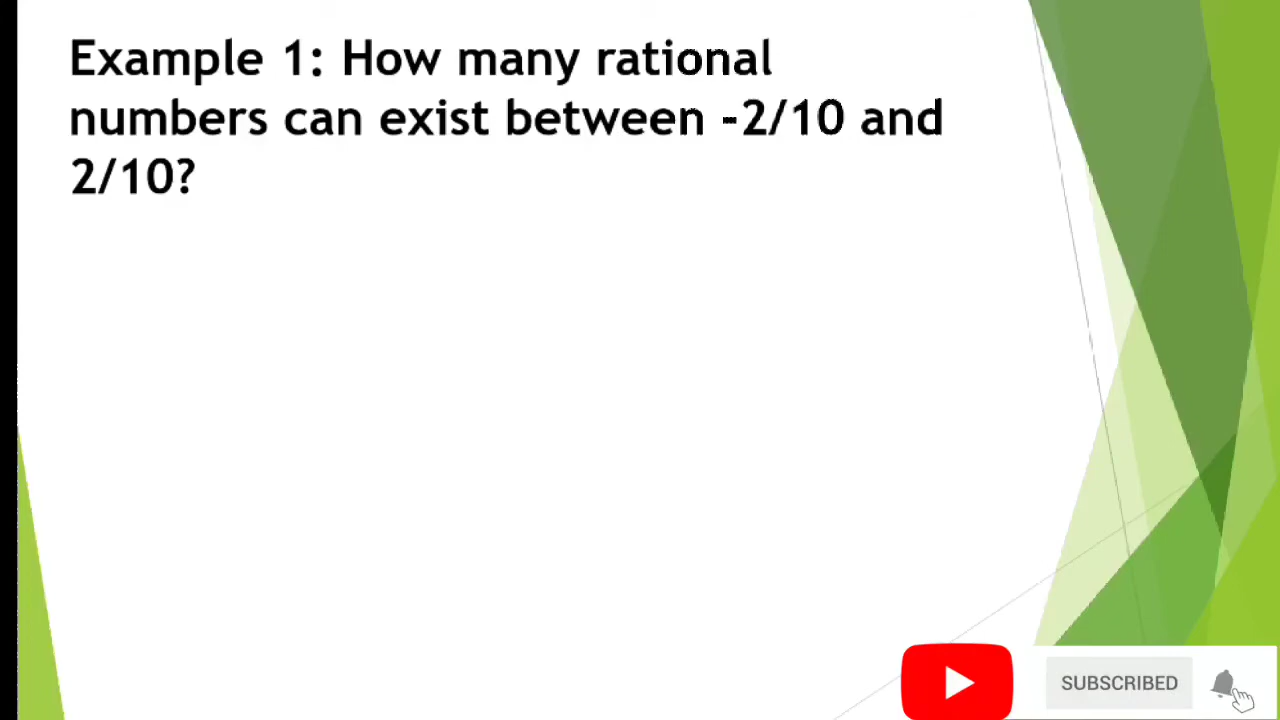 Example 1: How many rational
numbers can exist between -2/10 and
2/10?
SUBSCRIBED